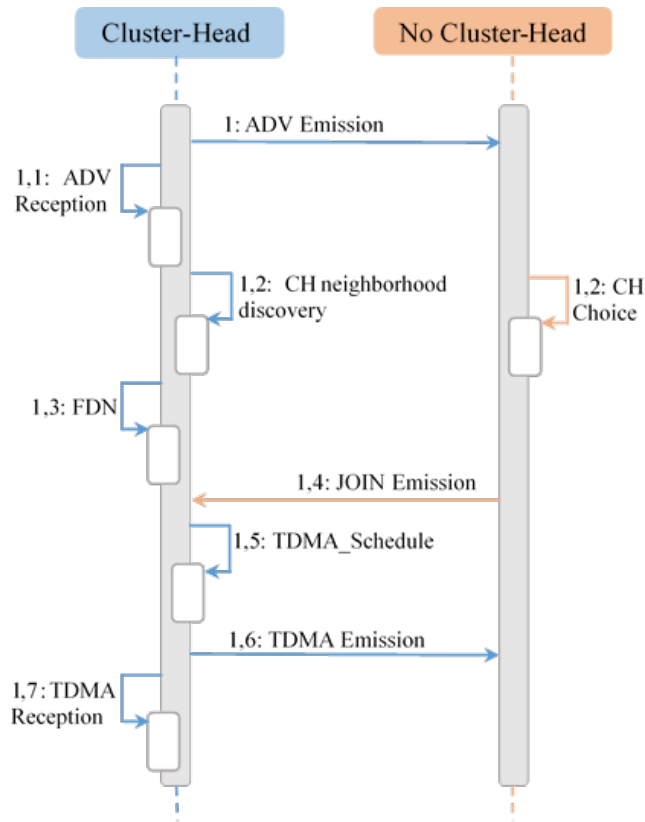 Cluster-Head
No Cluster-Head
1: ADV Emission
1,1: ADV
Reception
1,2: CH neighborhood
discovery
1,2: CH
Choice
1,3: FDN
1,4: JOIN Emission
1,5: TDMA_Schedule
1,6: TDMA Emission
1,7: TDMA
Reception